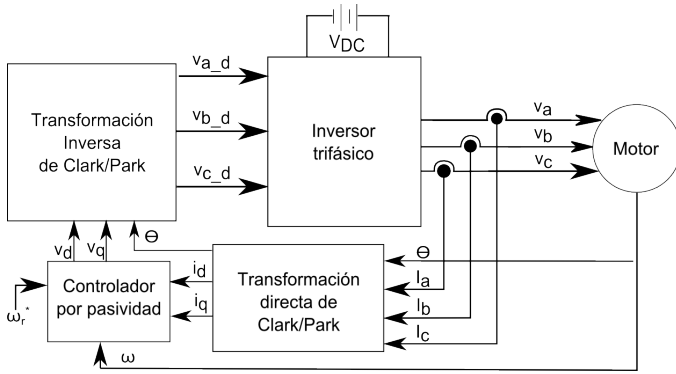 V_DC
v_a_d
v_b_d
v_c_d
Transformación
Inversa
de Clark/Park
Inversor
trifásico
v_a
v_b
v_c
Motor
v_d
v_q
Θ
Θ
i_d
i_q
Transformación
directa de
Clark/Park
I_a
I_b
I_c
Controlador
por pasividad
ω_r^*
ω